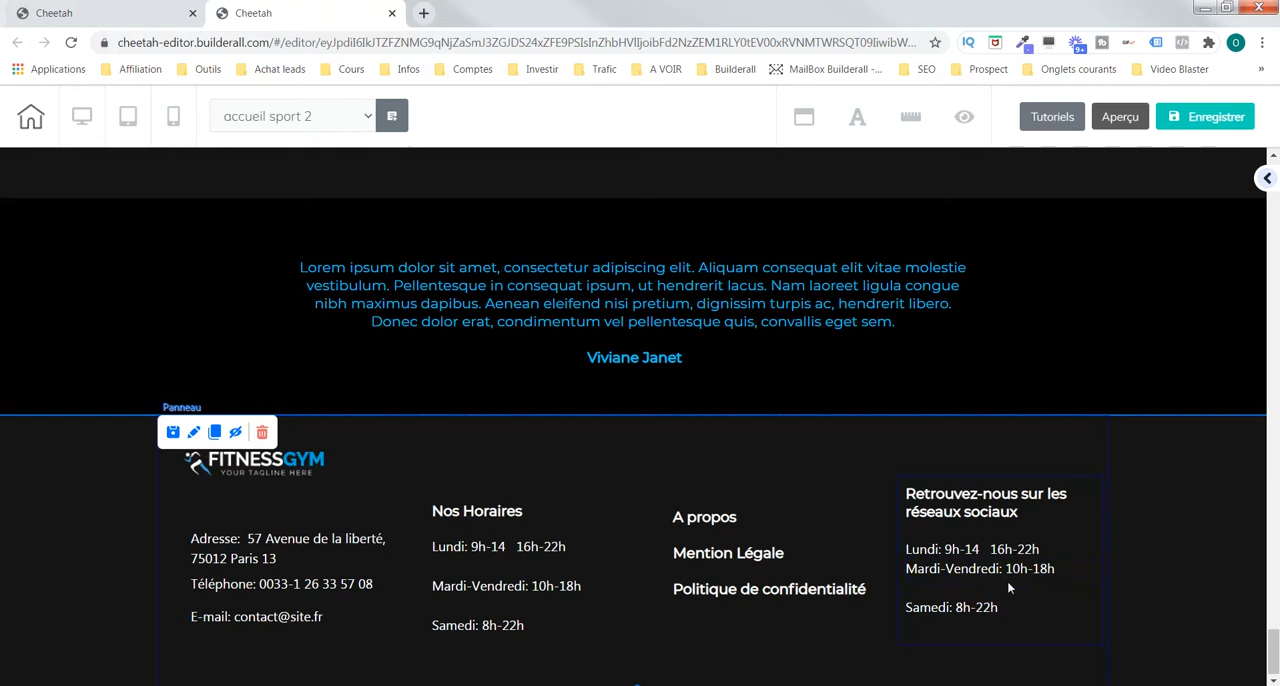 Cheetah
Cheetah
cheetah-editor.builderall.com/#/editor/eyJpdiI6IkJTZFZNMG9qNjZaSmJ3ZGJDS24xZFE9PSIsInZhbHVlIjoibFd2NzZEM1RLY0tEV00xRVNMTWRSQT09IiwibW...
Applications
Affiliation
Outils
Achat leads
Cours
Infos
Comptes
Investir
Trafic
A VOIR
Builderall
MailBox Builderall -...
SEO
Prospect
Onglets courants
Video Blaster
accueil sport 2
Tutoriels
Aperçu
Enregistrer
Lorem ipsum dolor sit amet, consectetur adipiscing elit. Aliquam consequat elit vitae molestie
vestibulum. Pellentesque in consequat ipsum, ut hendrerit lacus. Nam laoreet ligula congue
nibh maximus dapibus. Aenean eleifend nisi pretium, dignissim turpis ac, hendrerit libero.
Donec dolor erat, condimentum vel pellentesque quis, convallis eget sem.
Viviane Janet
Panneau
FITNESSGYM
YOUR TAGLINE HERE
Adresse: 57 Avenue de la liberté,
75012 Paris 13
Téléphone: 0033-1 26 33 57 08
E-mail: contact@site.fr
Nos Horaires
Lundi: 9h-14 16h-22h
Mardi-Vendredi: 10h-18h
Samedi: 8h-22h
A propos
Mention Légale
Politique de confidentialité
Retrouvez-nous sur les
réseaux sociaux
Lundi: 9h-14 16h-22h
Mardi-Vendredi: 10h-18h
Samedi: 8h-22h